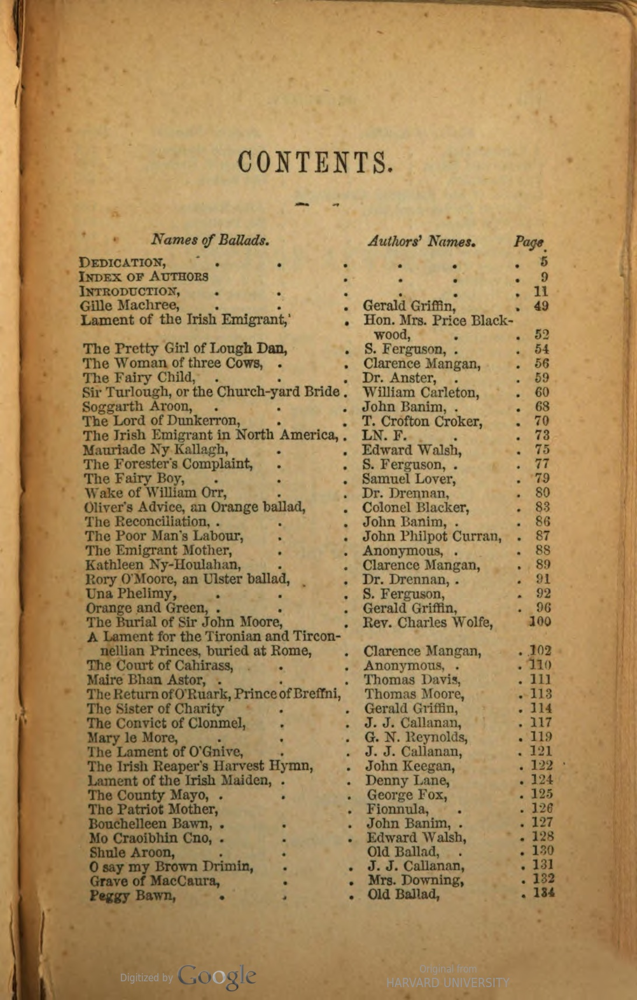 CONTENTS.
Names of Ballads. Authors' Names. Page
DEDICATION, . . . . . . 5
INDEX OF AUTHORS . . . . 9
INTRODUCTION, . . . . . . 11
Gille Machree, . . . Gerald Griffin, . 49
Lament of the Irish Emigrant,' . Hon. Mrs. Price Black-
wood, . . 52
The Pretty Girl of Lough Dan, . S. Ferguson, . . 54
The Woman of three Cows, . . Clarence Mangan, . 56
The Fairy Child, . . . Dr. Anster, . . 59
Sir Turlough, or the Church-yard Bride . William Carleton, . 60
Soggarth Aroon, . . . John Banim, . . 68
The Lord of Dunkerron, . . T. Crofton Croker, . 70
The Irish Emigrant in North America, . LN. F. . . 73
Mauriade Ny Kallagh, . . Edward Walsh, . 75
The Forester's Complaint, . . S. Ferguson, . . 77
The Fairy Boy, . . . Samuel Lover, . 79
Wake of William Orr, . . Dr. Drennan, . 80
Oliver's Advice, an Orange ballad, . Colonel Blacker, . 83
The Reconciliation, . . . John Banim, . . 86
The Poor Man's Labour, . . John Philpot Curran, . 87
The Emigrant Mother, . . Anonymous, . . 88
Kathleen Ny-Houlahan, . . Clarence Mangan, . 89
Rory O'Moore, an Ulster ballad, . . Dr. Drennan, . . 91
Una Phelimy, . . . S. Ferguson, . 92
Orange and Green, . . . Gerald Griffin, . 96
The Burial of Sir John Moore, . Rev. Charles Wolfe, 100
A Lament for the Tironian and Tircon-
nellian Princes, buried at Rome, . Clarence Mangan, . 102
The Court of Cahirass, . . . Anonymous, . . 110
Maire Bhan Astor, . . . Thomas Davis, . 111
The Return of O'Ruark, Prince of Breffni, Thomas Moore, . 113
The Sister of Charity . . Gerald Griffin, . 114
The Convict of Clonmel, . . J. J. Callanan, . 117
Mary le More, . . . G. N. Reynolds, . 119
The Lament of O'Gnive, . . J. J. Callanan, . 121
The Irish Reaper's Harvest Hymn, . John Keegan, . 122
Lament of the Irish Maiden, . . Denny Lane, . 124
The County Mayo, . . . George Fox, . 125
The Patriot Mother, . Fionnula, . . 126
Bouchelleen Bawn, . . . John Banim, . . 127
Mo Craoibhin Cno, . . . Edward Walsh, . 128
Shule Aroon, . . Old Ballad, . . 130
O say my Brown Drimin, . . J. J. Callanan, . 131
Grave of MacCaura, . . Mrs. Downing, . 132
Peggy Bawn, . . . Old Ballad, . 134
Digitized by Google
Original from
HARVARD UNIVERSITY